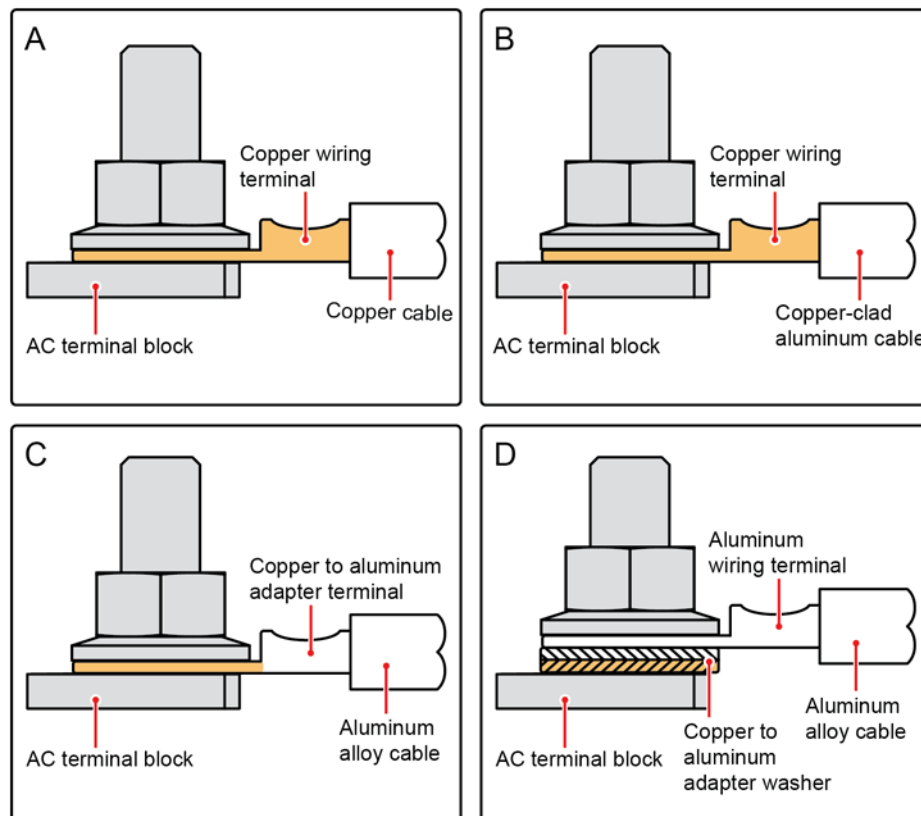 A
Copper wiring
terminal
Copper cable
AC terminal block
B
Copper wiring
terminal
Copper-clad
aluminum cable
AC terminal block
C
Copper to aluminum
adapter terminal
Aluminum
alloy cable
AC terminal block
D
Aluminum
wiring terminal
Aluminum
alloy cable
Copper to
aluminum
adapter washer
AC terminal block